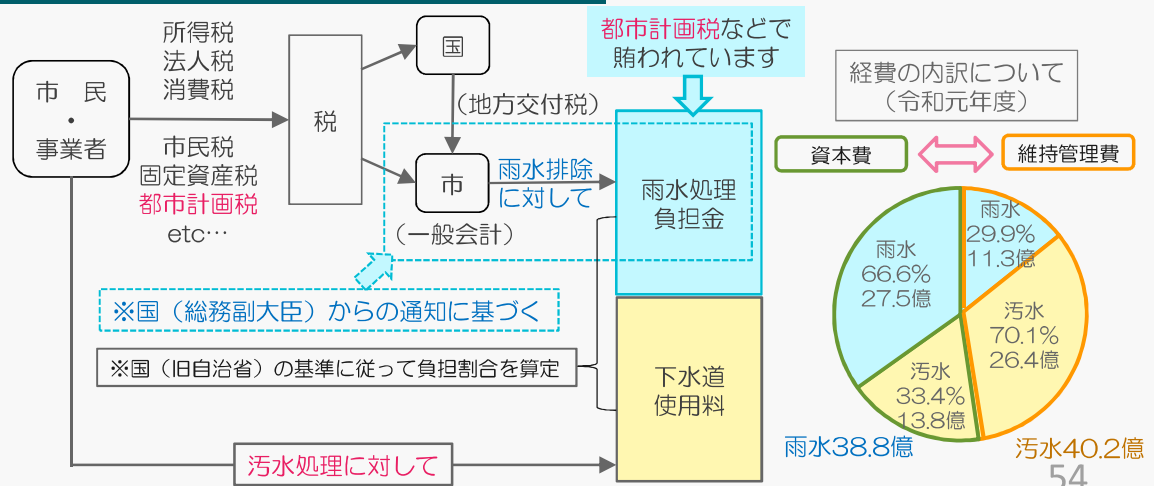 市　民
・
事業者
所得税
法人税
消費税
市民税
固定資産税
都市計画税
etc…
税
国
（地方交付税）
市
（一般会計）
雨水排除
に対して
都市計画税などで
賄われています
雨水処理
負担金
下水道
使用料
※国（総務副大臣）からの通知に基づく
※国（旧自治省）の基準に従って負担割合を算定
汚水処理に対して
経費の内訳について
（令和元年度）
資本費
維持管理費
雨水
29.9%
11.3億
雨水
66.6%
27.5億
汚水
70.1%
26.4億
汚水
33.4%
13.8億
雨水38.8億
汚水40.2億
54